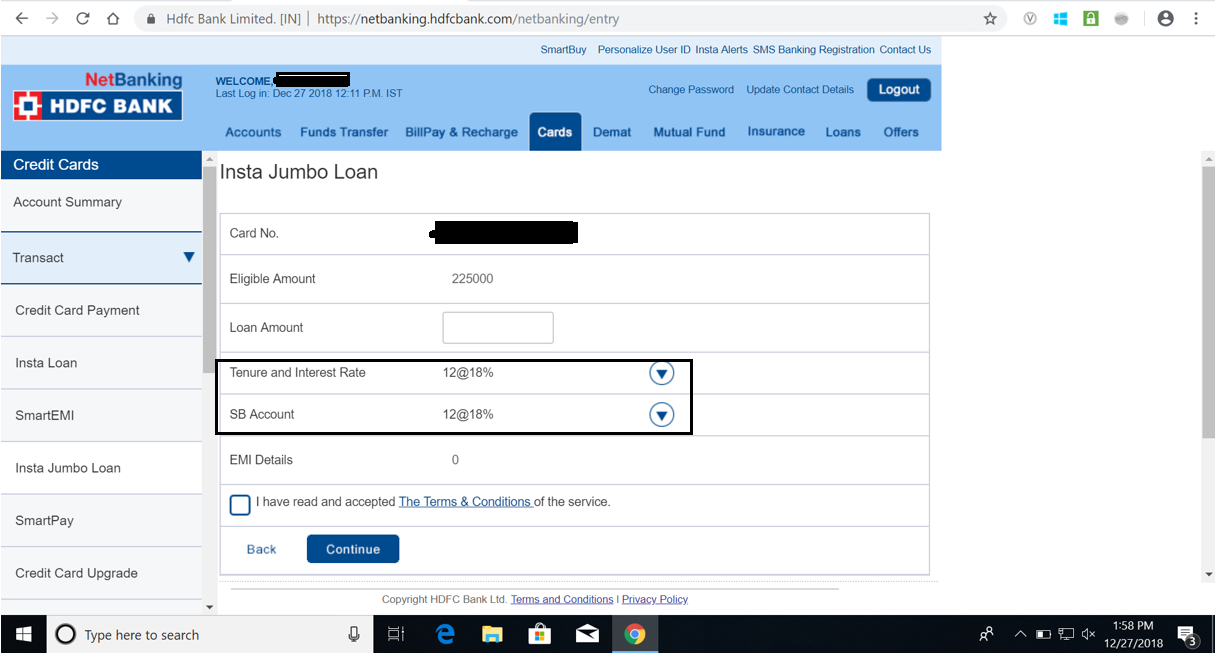 Hdfc Bank Limited. [IN] | https://netbanking.hdfcbank.com/netbanking/entry
SmartBuy Personalize User ID Insta Alerts SMS Banking Registration Contact Us
NetBanking
HDFC BANK
WELCOME,
Last Log in: Dec 27 2018 12:11 P.M. IST
Change Password Update Contact Details Logout
Accounts Funds Transfer BillPay & Recharge Cards Demat Mutual Fund Insurance Loans Offers
Credit Cards
Account Summary
Transact
Credit Card Payment
Insta Loan
SmartEMI
Insta Jumbo Loan
SmartPay
Credit Card Upgrade
Insta Jumbo Loan
Card No.
Eligible Amount 225000
Loan Amount
Tenure and Interest Rate 12@18%
SB Account 12@18%
EMI Details 0
I have read and accepted The Terms & Conditions of the service.
Back Continue
Copyright HDFC Bank Ltd. Terms and Conditions | Privacy Policy
Type here to search
1:58 PM
12/27/2018
3